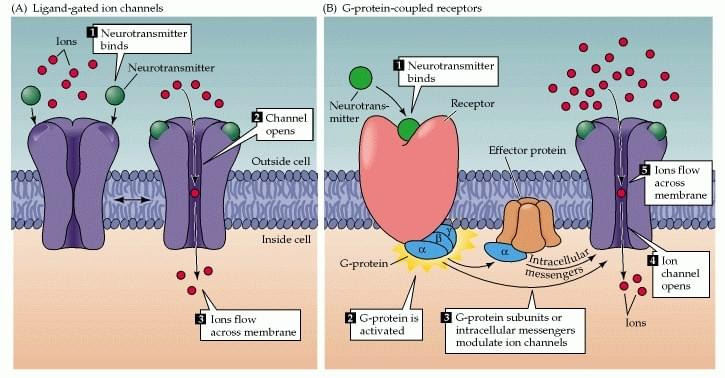 (A) Ligand-gated ion channels
Ions
1 Neurotransmitter
binds
Neurotransmitter
2 Channel
opens
Outside cell
Inside cell
3 Ions flow
across membrane
(B) G-protein-coupled receptors
1 Neurotransmitter
binds
Neurotrans-
mitter
Receptor
Effector protein
5 Ions flow
across
membrane
γ
β
α
G-protein
α
Intracellular
messengers
4 Ion
channel
opens
2 G-protein is
activated
3 G-protein subunits or
intracellular messengers
modulate ion channels
Ions